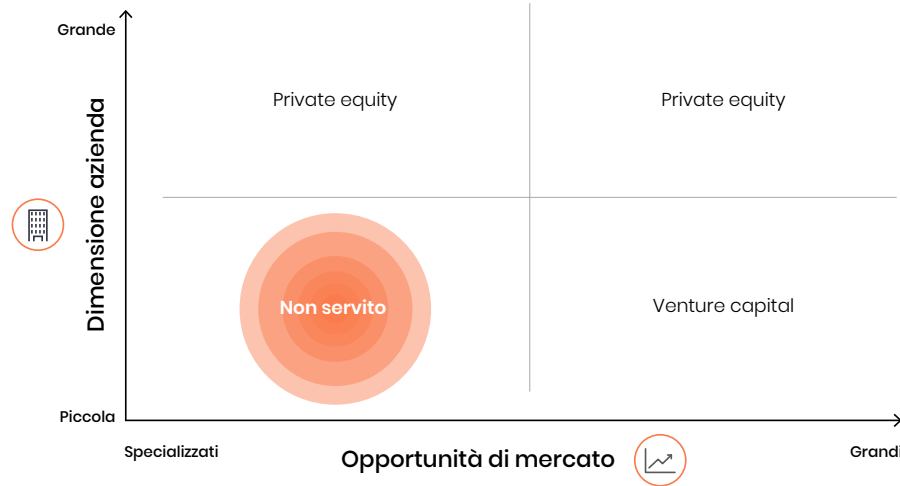 Grande
Private equity
Private equity
Dimensione azienda
Non servito
Venture capital
Piccola
Specializzati
Opportunità di mercato
Grandi